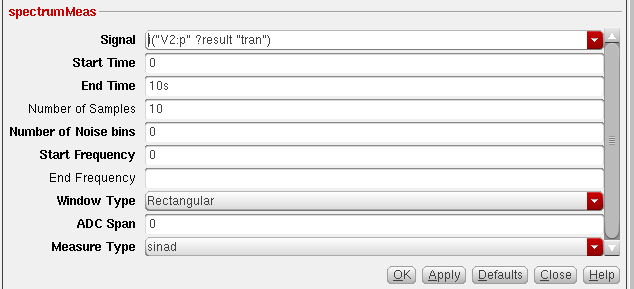 spectrumMeas
Signal i("V2:p" ?result "tran")
Start Time 0
End Time 10s
Number of Samples 10
Number of Noise bins 0
Start Frequency 0
End Frequency
Window Type Rectangular
ADC Span 0
Measure Type sinad
OK Apply Defaults Close Help